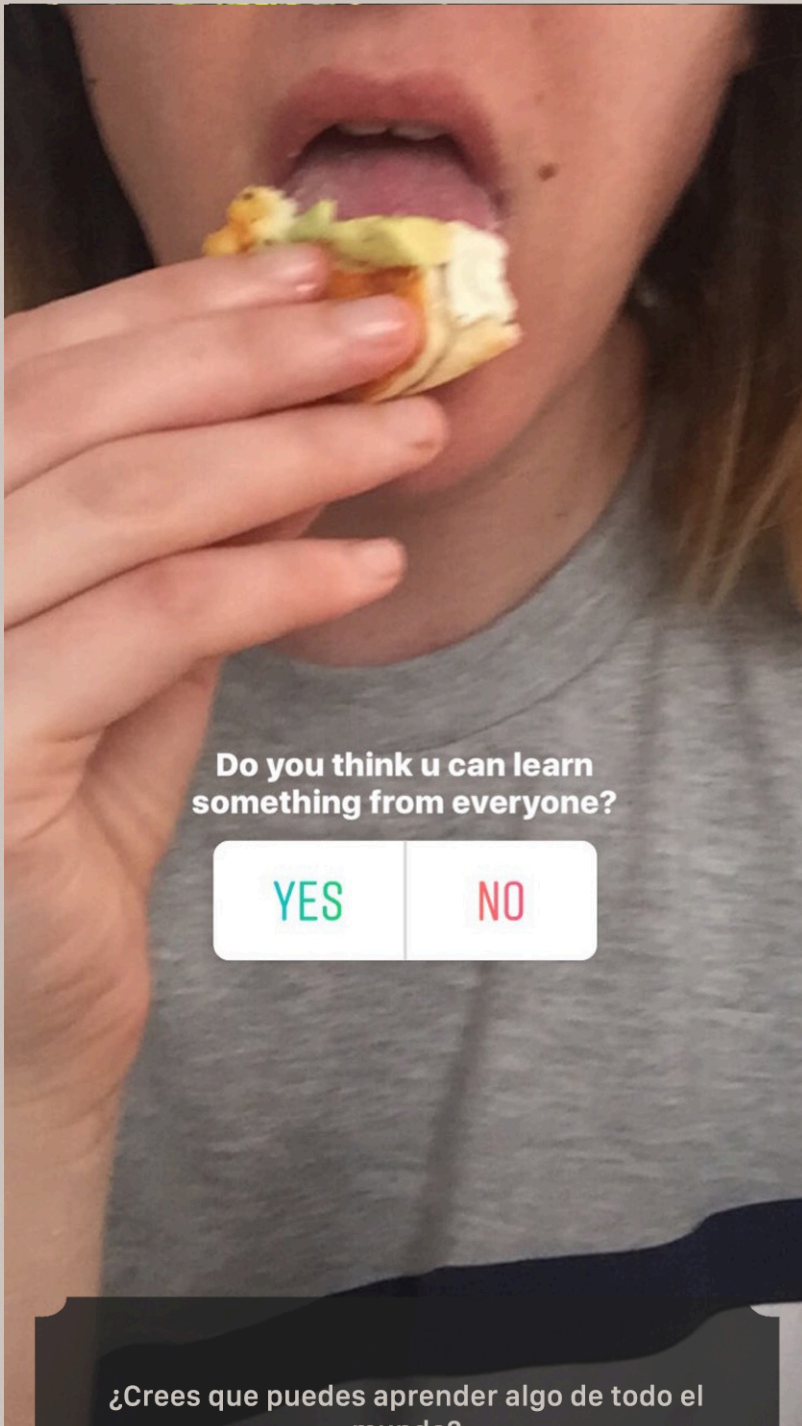 Do you think u can learn
something from everyone?
YES NO
¿Crees que puedes aprender algo de todo el